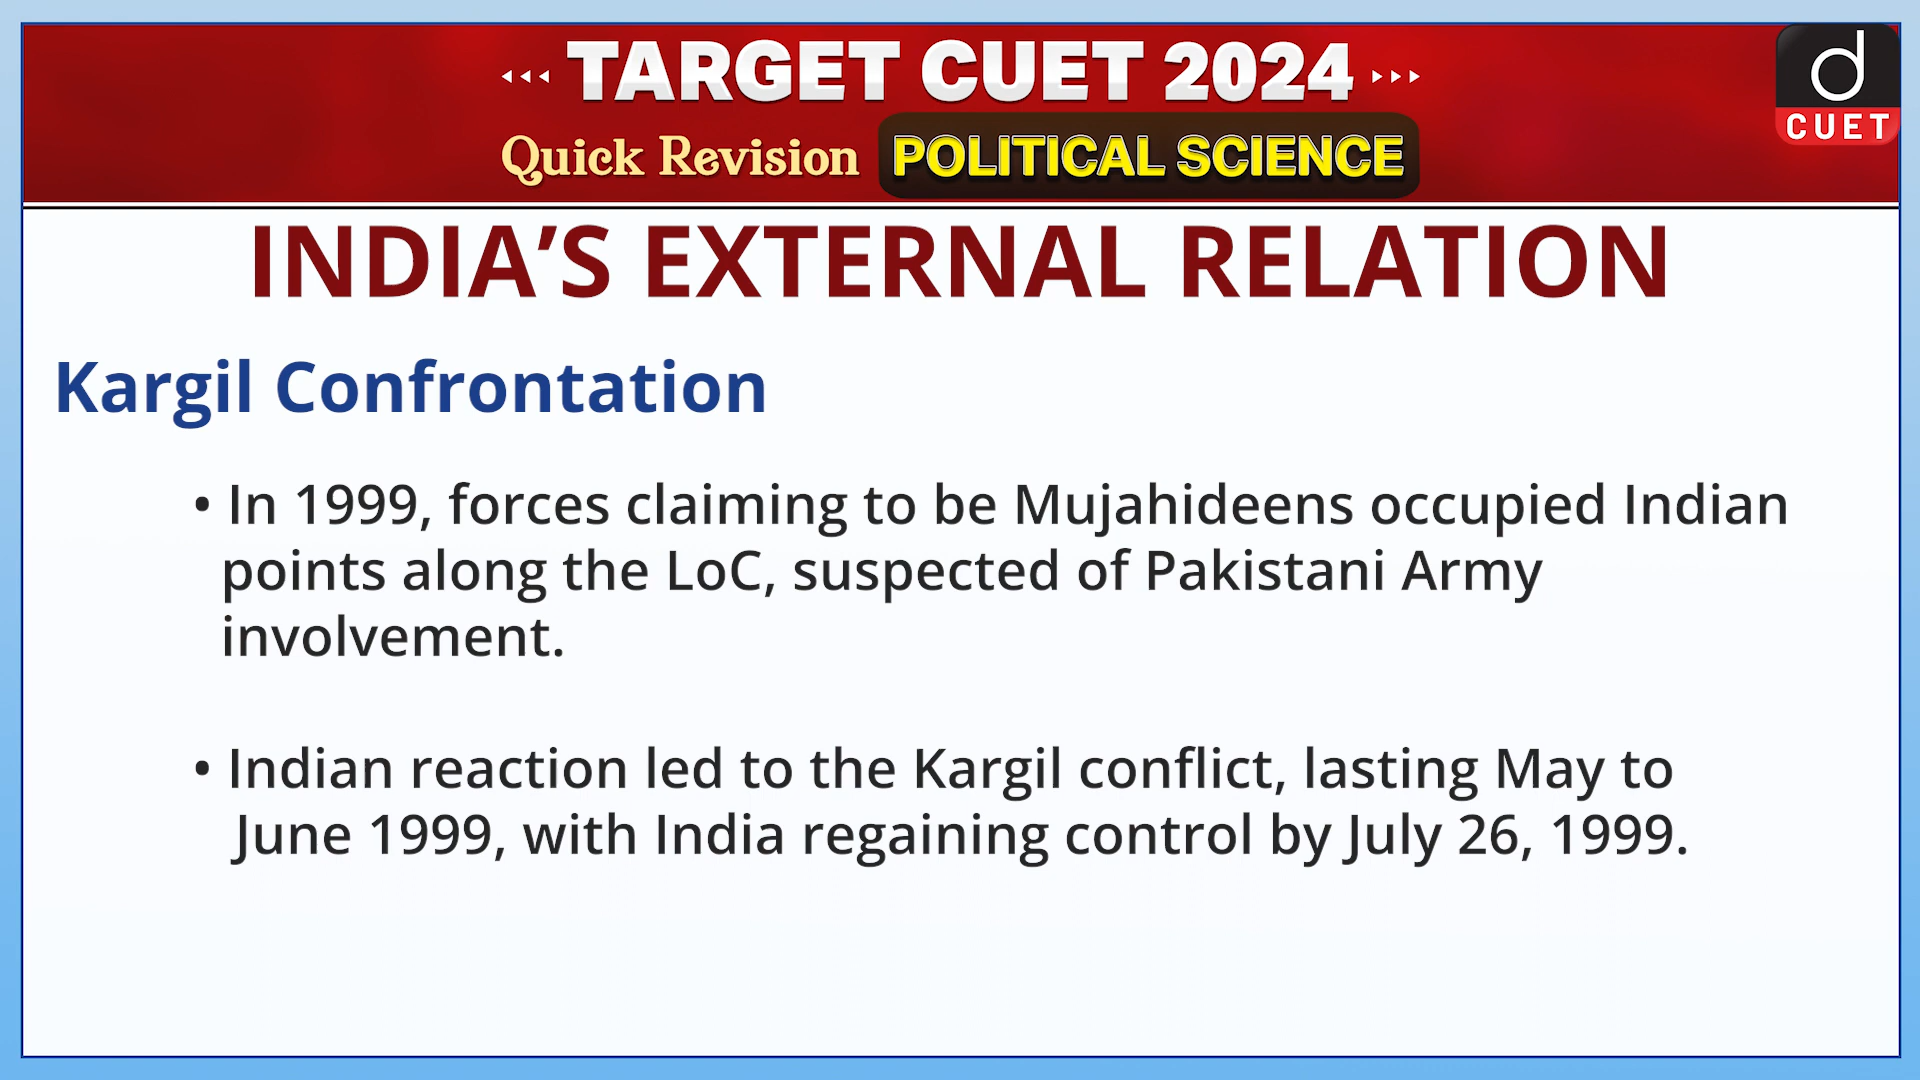 TARGET CUET 2024
Quick Revision POLITICAL SCIENCE
d
CUET
INDIA’S EXTERNAL RELATION
Kargil Confrontation
• In 1999, forces claiming to be Mujahideens occupied Indian
points along the LoC, suspected of Pakistani Army
involvement.
• Indian reaction led to the Kargil conflict, lasting May to
June 1999, with India regaining control by July 26, 1999.